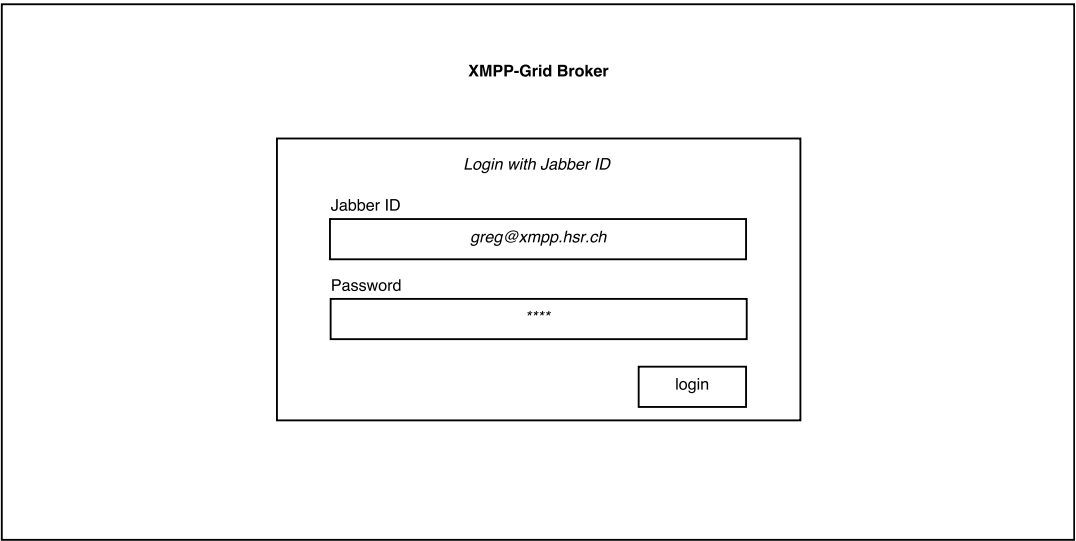 XMPP-Grid Broker
Login with Jabber ID
Jabber ID
greg@xmpp.hsr.ch
Password
****
login